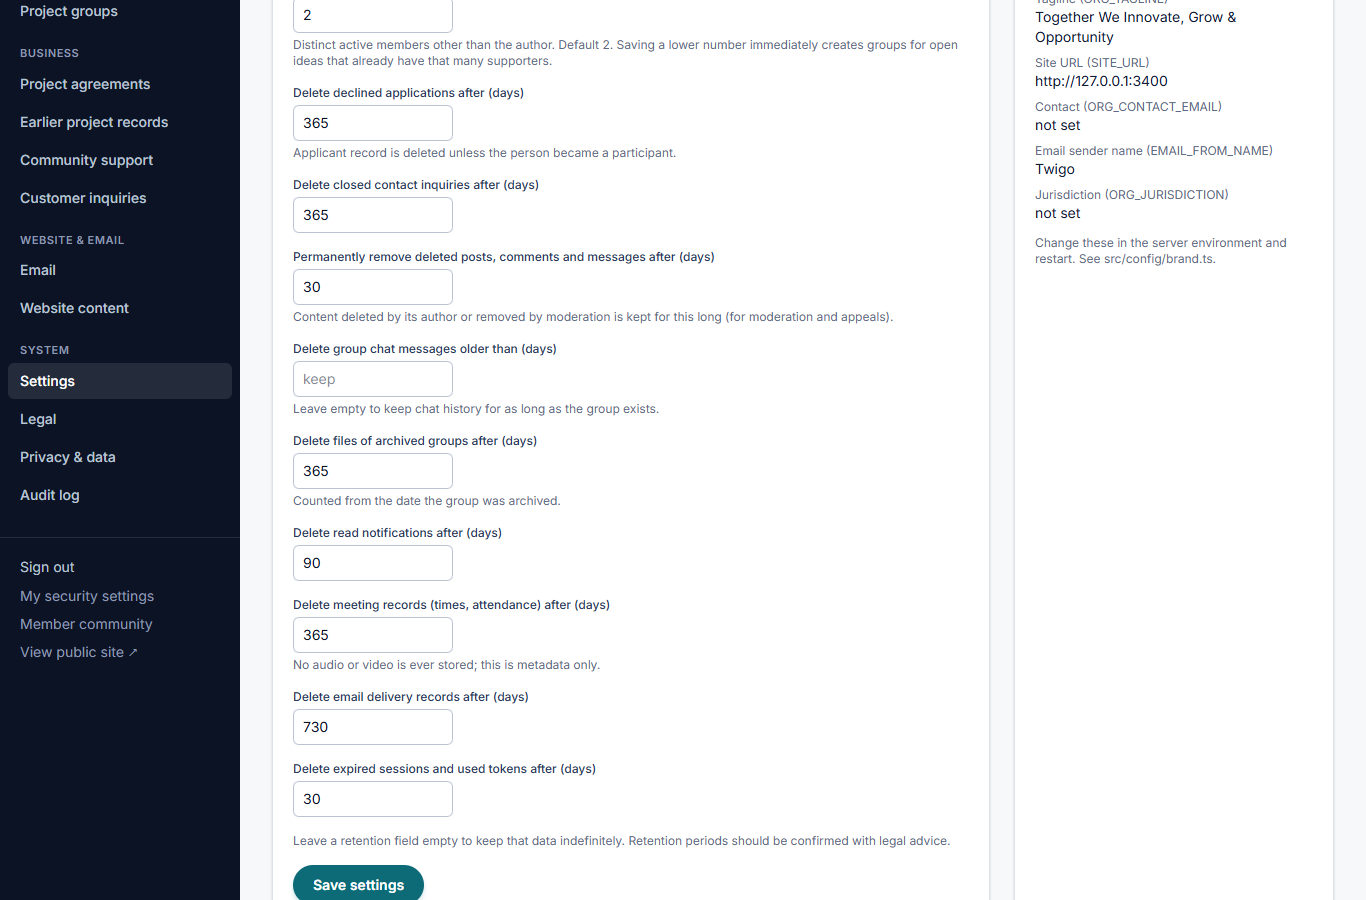 Project groups
BUSINESS
Project agreements
Earlier project records
Community support
Customer inquiries
WEBSITE & EMAIL
Email
Website content
SYSTEM
Settings
Legal
Privacy & data
Audit log
Sign out
My security settings
Member community
View public site ↗
2
Distinct active members other than the author. Default 2. Saving a lower number immediately creates groups for open
ideas that already have that many supporters.
Delete declined applications after (days)
365
Applicant record is deleted unless the person became a participant.
Delete closed contact inquiries after (days)
365
Permanently remove deleted posts, comments and messages after (days)
30
Content deleted by its author or removed by moderation is kept for this long (for moderation and appeals).
Delete group chat messages older than (days)
keep
Leave empty to keep chat history for as long as the group exists.
Delete files of archived groups after (days)
365
Counted from the date the group was archived.
Delete read notifications after (days)
90
Delete meeting records (times, attendance) after (days)
365
No audio or video is ever stored; this is metadata only.
Delete email delivery records after (days)
730
Delete expired sessions and used tokens after (days)
30
Leave a retention field empty to keep that data indefinitely. Retention periods should be confirmed with legal advice.
Save settings
Tagline (ORG_TAGLINE)
Together We Innovate, Grow &
Opportunity
Site URL (SITE_URL)
http://127.0.0.1:3400
Contact (ORG_CONTACT_EMAIL)
not set
Email sender name (EMAIL_FROM_NAME)
Twigo
Jurisdiction (ORG_JURISDICTION)
not set
Change these in the server environment and
restart. See src/config/brand.ts.